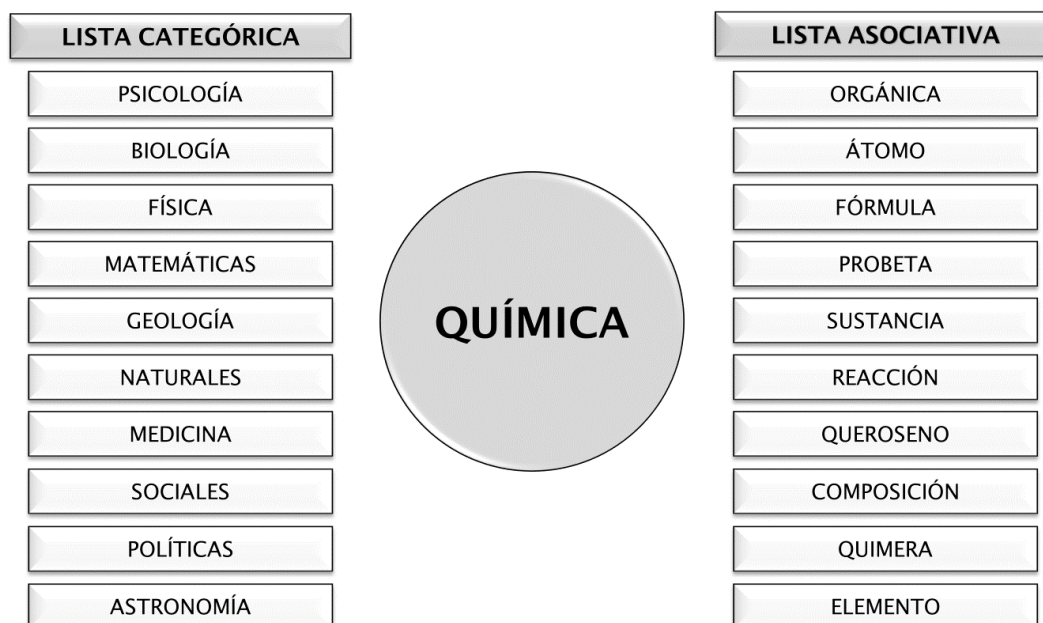 LISTA CATEGÓRICA
PSICOLOGÍA
BIOLOGÍA
FÍSICA
MATEMÁTICAS
GEOLOGÍA
NATURALES
MEDICINA
SOCIALES
POLÍTICAS
ASTRONOMÍA
QUÍMICA
LISTA ASOCIATIVA
ORGÁNICA
ÁTOMO
FÓRMULA
PROBETA
SUSTANCIA
REACCIÓN
QUEROSENO
COMPOSICIÓN
QUIMERA
ELEMENTO